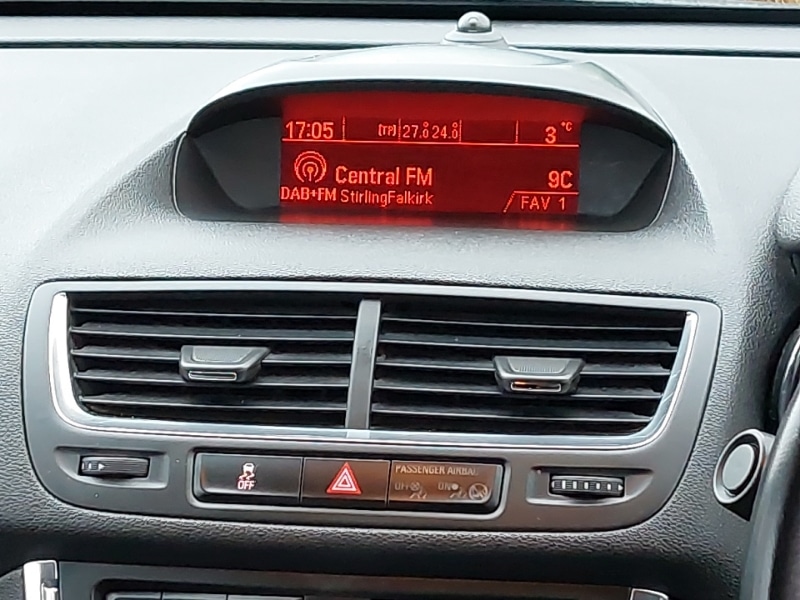 17:05 [TP] 27.0 24.0 3°C
Central FM 9C
DAB+FM StirlingFalkirk FAV 1
OFF
PASSENGER AIRBAG
OFF ON